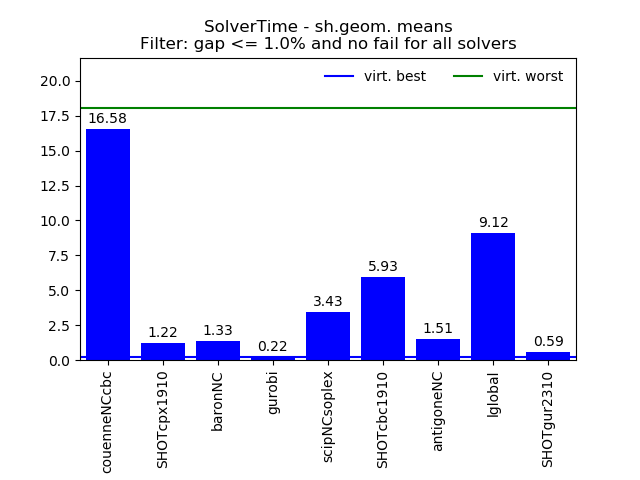 SolverTime - sh.geom. means
Filter: gap <= 1.0% and no fail for all solvers
virt. best
virt. worst
20.0
17.5
15.0
12.5
10.0
7.5
5.0
2.5
0.0
16.58
1.22
1.33
0.22
3.43
5.93
1.51
9.12
0.59
couenneNCcbc
SHOTcpx1910
baronNC
gurobi
scipNCsoplex
SHOTcbc1910
antigoneNC
lglobal
SHOTgur2310